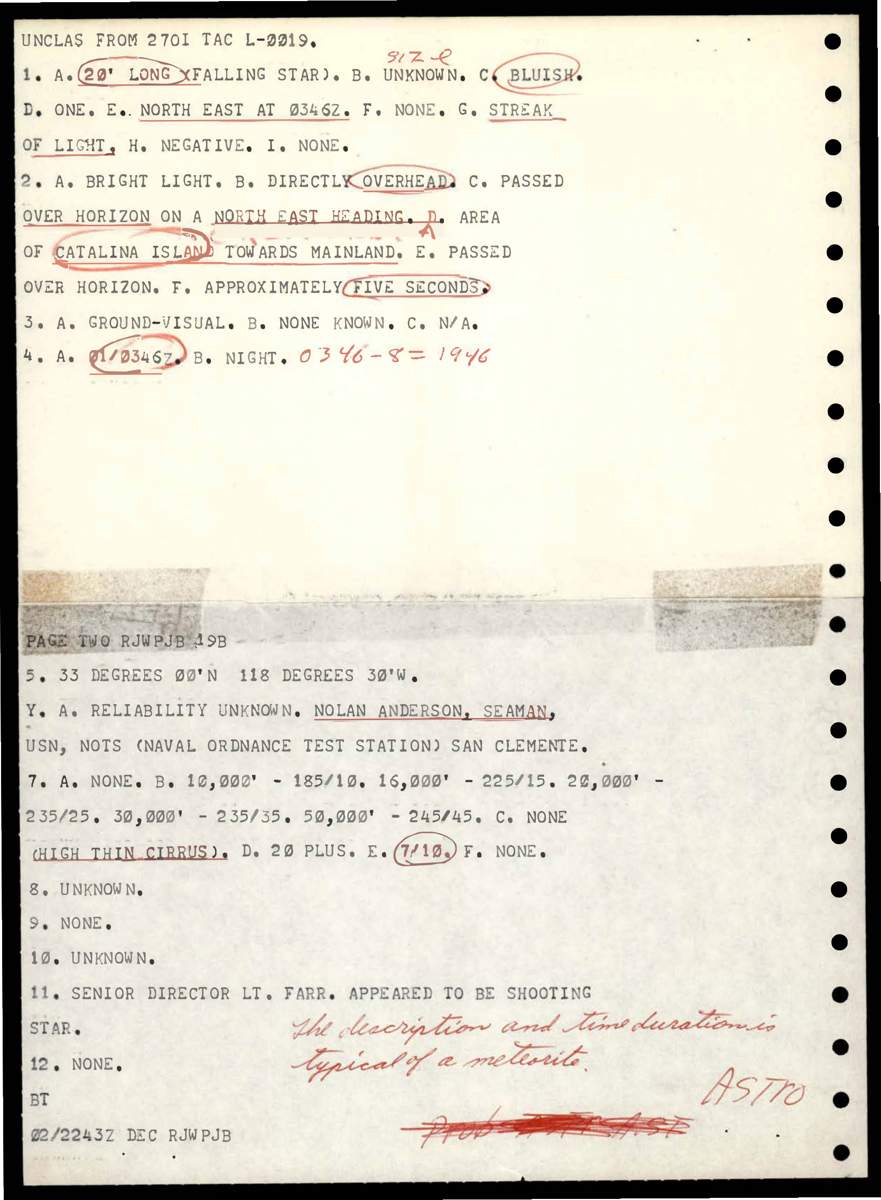 UNCLAS FROM 270I TAC L-0019.
size
1. A. 20' LONG (FALLING STAR). B. UNKNOWN. C. BLUISH.
D. ONE. E.. NORTH EAST AT 0346Z. F. NONE. G. STREAK
OF LIGHT, H. NEGATIVE. I. NONE.
2. A. BRIGHT LIGHT. B. DIRECTLY OVERHEAD. C. PASSED
OVER HORIZON ON A NORTH EAST HEADING. D. AREA
A
OF CATALINA ISLAND TOWARDS MAINLAND. E. PASSED
OVER HORIZON. F. APPROXIMATELY FIVE SECONDS.
3. A. GROUND-VISUAL. B. NONE KNOWN. C. N/A.
4. A. 01/0346Z. B. NIGHT. 0346-8 = 1946
PAGE TWO RJWPJB 19B
5. 33 DEGREES 00'N 118 DEGREES 30'W.
Y. A. RELIABILITY UNKNOWN. NOLAN ANDERSON, SEAMAN,
USN, NOTS (NAVAL ORDNANCE TEST STATION) SAN CLEMENTE.
7. A. NONE. B. 10,000' - 185/10. 16,000' - 225/15. 20,000' -
235/25. 30,000' - 235/35. 50,000' - 245/45. C. NONE
(HIGH THIN CIRRUS). D. 20 PLUS. E. 7/10. F. NONE.
8. UNKNOWN.
9. NONE.
10. UNKNOWN.
11. SENIOR DIRECTOR LT. FARR. APPEARED TO BE SHOOTING
STAR.
The description and time duration is
12. NONE.
typical of a meteorite.
ASTRO
BT
Prob
02/2243Z DEC RJWPJB